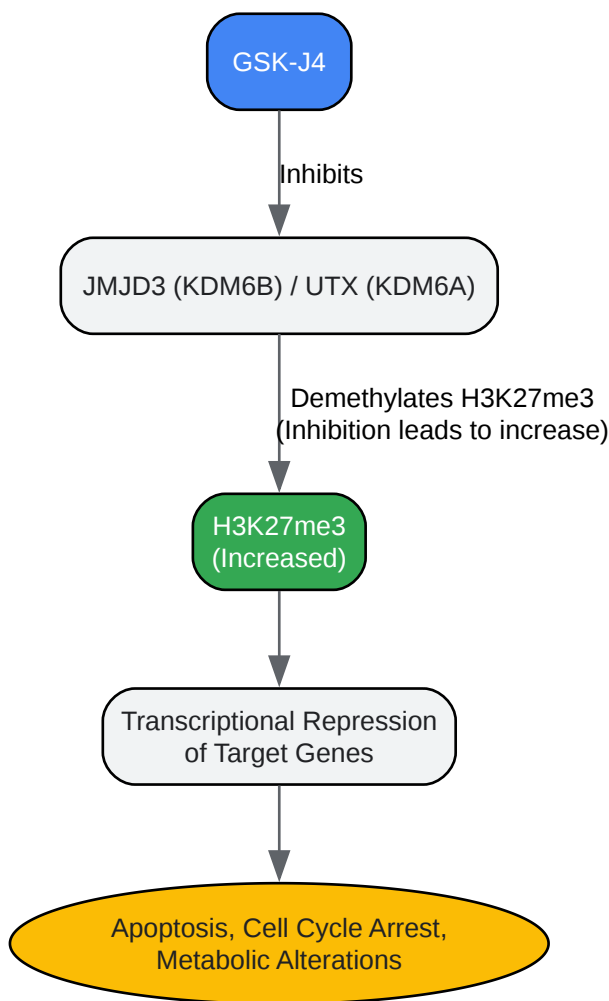 GSK-J4
Inhibits
JMJD3 (KDM6B) / UTX (KDM6A)
Demethylates H3K27me3
(Inhibition leads to increase)
H3K27me3
(Increased)
Transcriptional Repression
of Target Genes
Apoptosis, Cell Cycle Arrest,
Metabolic Alterations